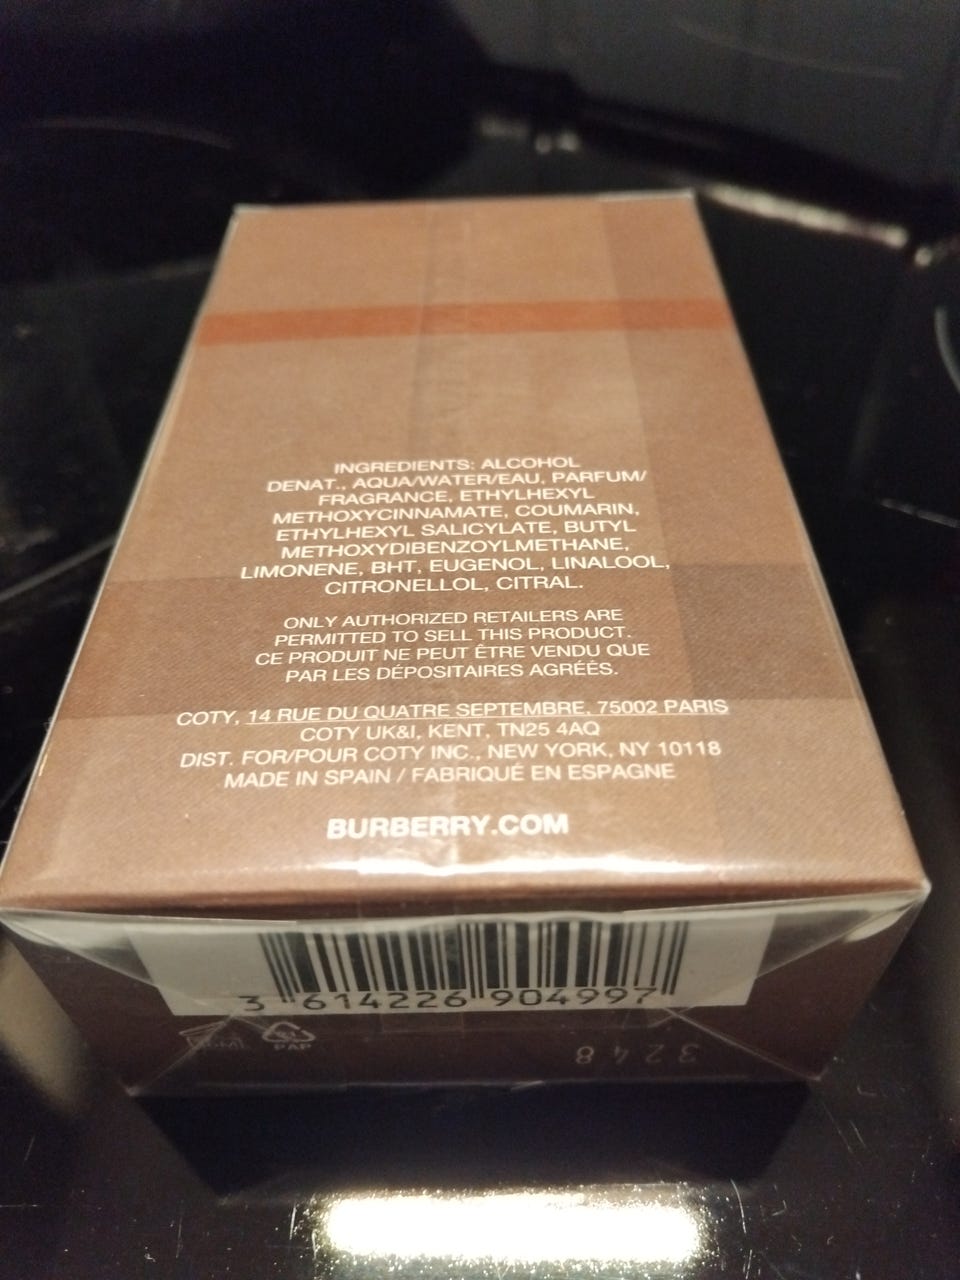 INGREDIENTS: ALCOHOL
DENAT., AQUA/WATER/EAU, PARFUM/
FRAGRANCE, ETHYLHEXYL
METHOXYCINNAMATE, COUMARIN,
ETHYLHEXYL SALICYLATE, BUTYL
METHOXYDIBENZOYLMETHANE,
LIMONENE, BHT, EUGENOL, LINALOOL,
CITRONELLOL, CITRAL.
ONLY AUTHORIZED RETAILERS ARE
PERMITTED TO SELL THIS PRODUCT.
CE PRODUIT NE PEUT ÊTRE VENDU QUE
PAR LES DÉPOSITAIRES AGRÉÉS.
COTY, 14 RUE DU QUATRE SEPTEMBRE, 75002 PARIS
COTY UK&I, KENT, TN25 4AQ
DIST. FOR/POUR COTY INC., NEW YORK, NY 10118
MADE IN SPAIN / FABRIQUÉ EN ESPAGNE
BURBERRY.COM
3 614226 904997
PAP
3248